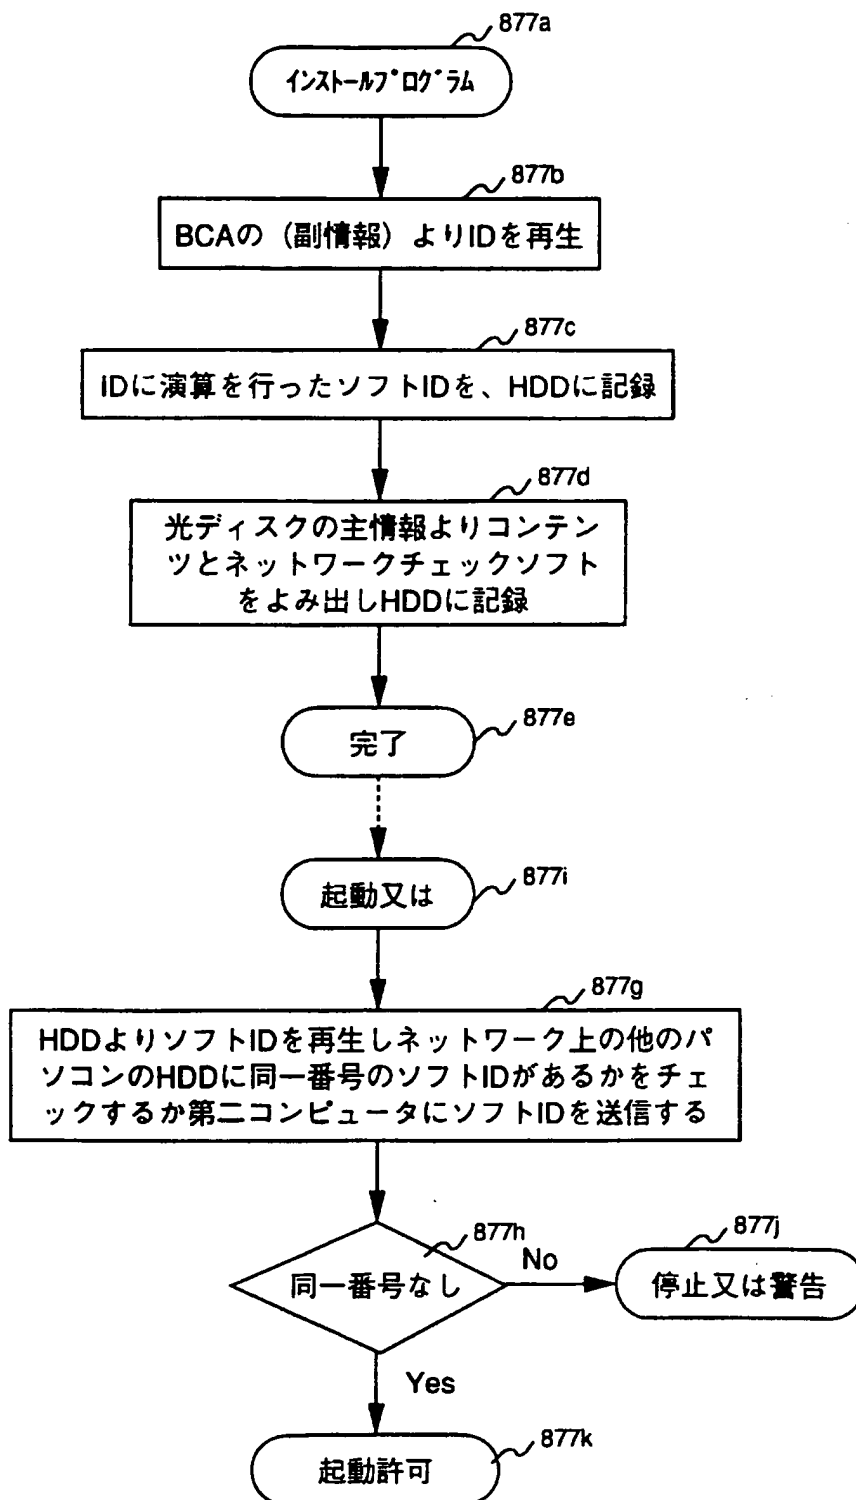 877a
インストールプログラム
877b
BCAの（副情報）よりIDを再生
877c
IDに演算を行ったソフトIDを、HDDに記録
877d
光ディスクの主情報よりコンテン
ツとネットワークチェックソフト
をよみ出しHDDに記録
877e
完了
877i
起動又は
877g
HDDよりソフトIDを再生しネットワーク上の他のパ
ソコンのHDDに同一番号のソフトIDがあるかをチェ
ックするか第二コンピュータにソフトIDを送信する
877h
同一番号なし
No
877j
停止又は警告
Yes
877k
起動許可